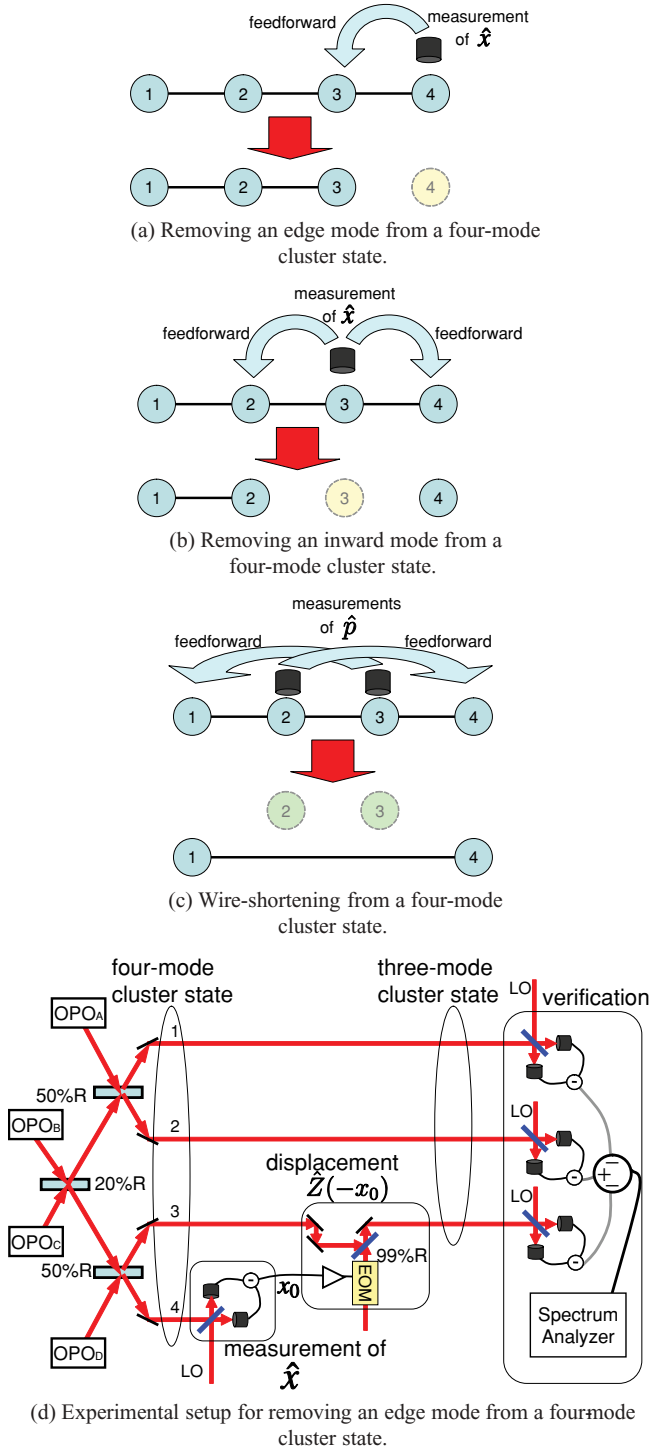 feedforward
measurement
of x̂
1 2 3 4
1 2 3 4
(a) Removing an edge mode from a four-mode
cluster state.
measurement
of x̂
feedforward feedforward
1 2 3 4
1 2 3 4
(b) Removing an inward mode from a
four-mode cluster state.
measurements
of p̂
feedforward feedforward
1 2 3 4
2 3
1 4
(c) Wire-shortening from a four-mode
cluster state.
four-mode
cluster state
three-mode
cluster state
LO
verification
OPOA
1
-
50%R
OPOB
2
LO
-
20%R
displacement
Ẑ(−x₀)
+ − −
OPOC
3
LO
-
50%R
99%R
EOM
4
-
x₀
OPOD
LO
measurement of
x̂
Spectrum
Analyzer
(d) Experimental setup for removing an edge mode from a four-mode
cluster state.